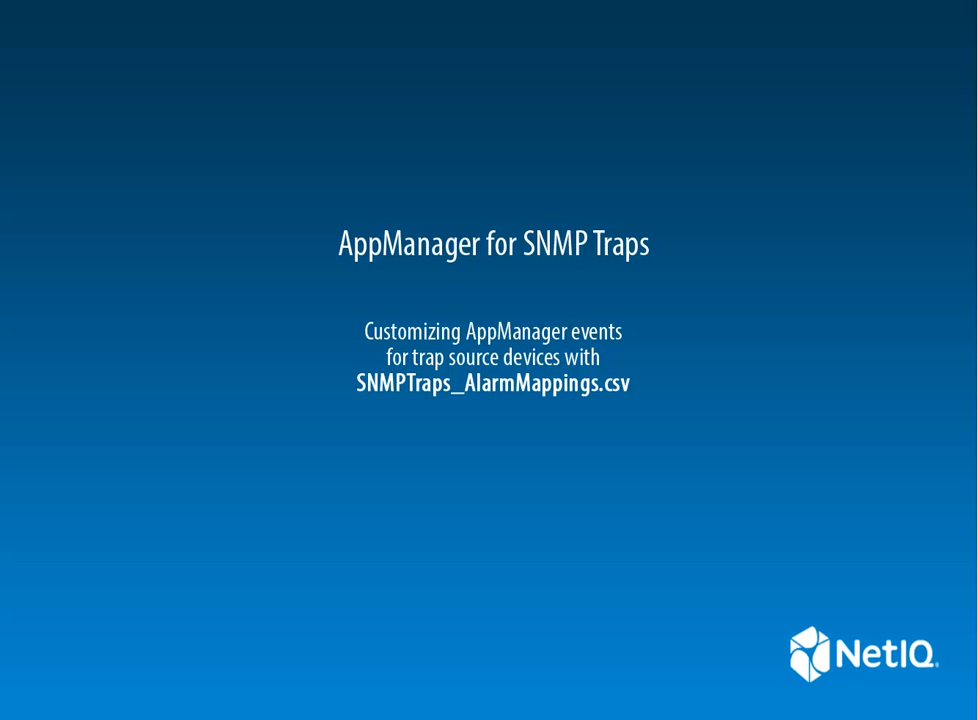 AppManager for SNMP Traps
Customizing AppManager events
for trap source devices with
SNMPTraps_AlarmMappings.csv
NetIQ.